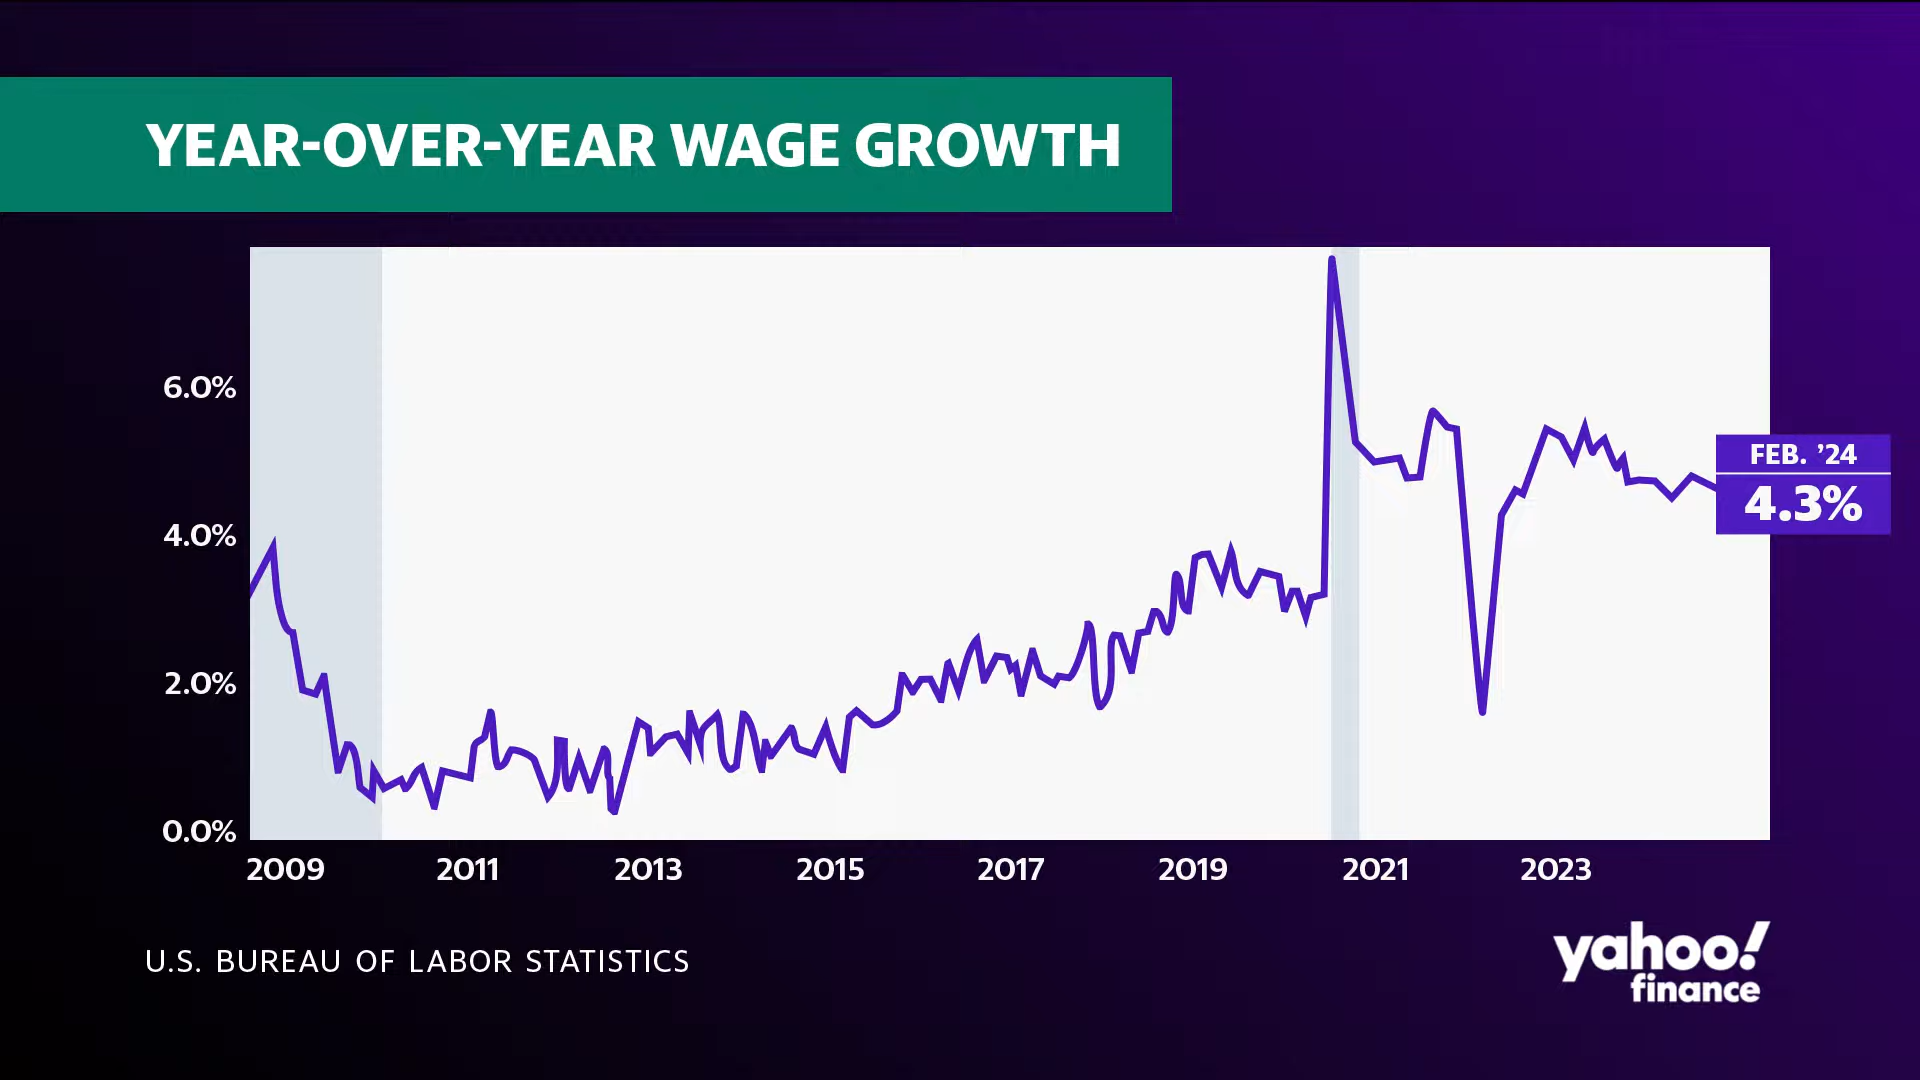 YEAR-OVER-YEAR WAGE GROWTH
6.0%
4.0%
2.0%
0.0%
FEB. ’24
4.3%
2009 2011 2013 2015 2017 2019 2021 2023
U.S. BUREAU OF LABOR STATISTICS
yahoo!
finance